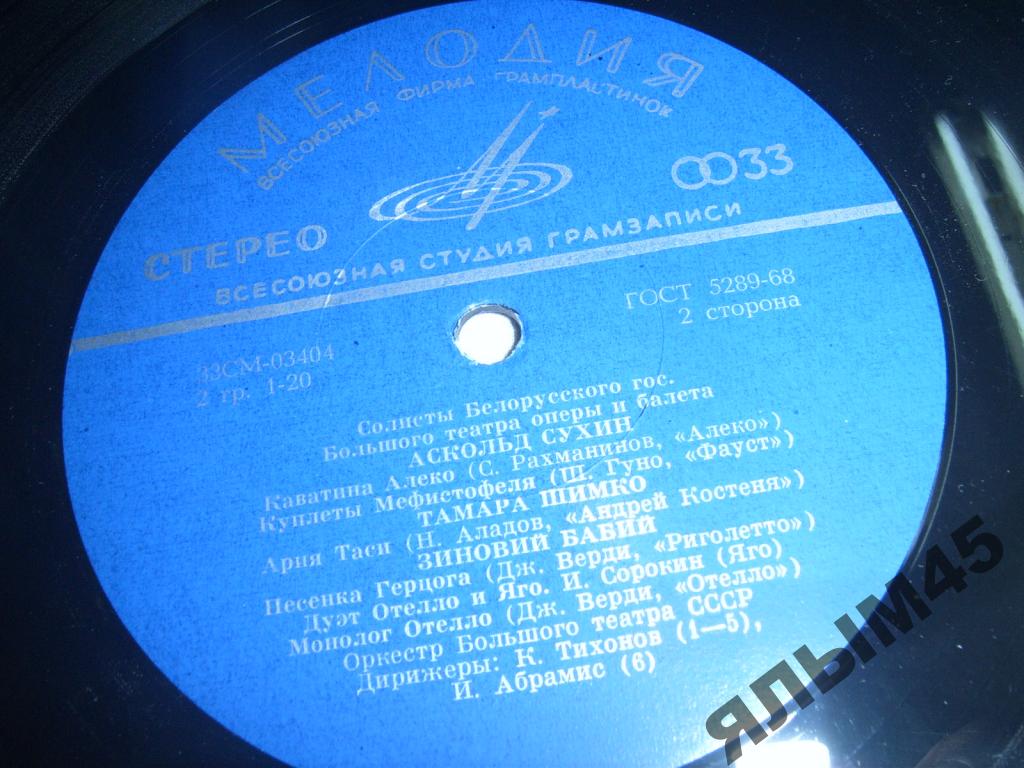 МЕЛОДИЯ
ВСЕСОЮЗНАЯ ФИРМА ГРАМПЛАСТИНОК
СТЕРЕО
33
ВСЕСОЮЗНАЯ СТУДИЯ ГРАМЗАПИСИ
33СМ-03404
2 гр. 1-20
ГОСТ 5289-68
2 сторона
Солисты Белорусского гос.
Большого театра оперы и балета
АСКОЛЬД СУХИН
Каватина Алеко (С. Рахманинов, «Алеко»)
Куплеты Мефистофеля (Ш. Гуно, «Фауст»)
ТАМАРА ШИМКО
Ария Таси (Н. Аладов, «Андрей Костеня»)
ЗИНОВИЙ БАБИЙ
Песенка Герцога (Дж. Верди, «Риголетто»)
Дуэт Отелло и Яго. И. Сорокин (Яго)
Монолог Отелло (Дж. Верди, «Отелло»)
Оркестр Большого театра СССР
Дирижеры: К. Тихонов (1—5),
И. Абрамис (6)
ЯЛЫМ45